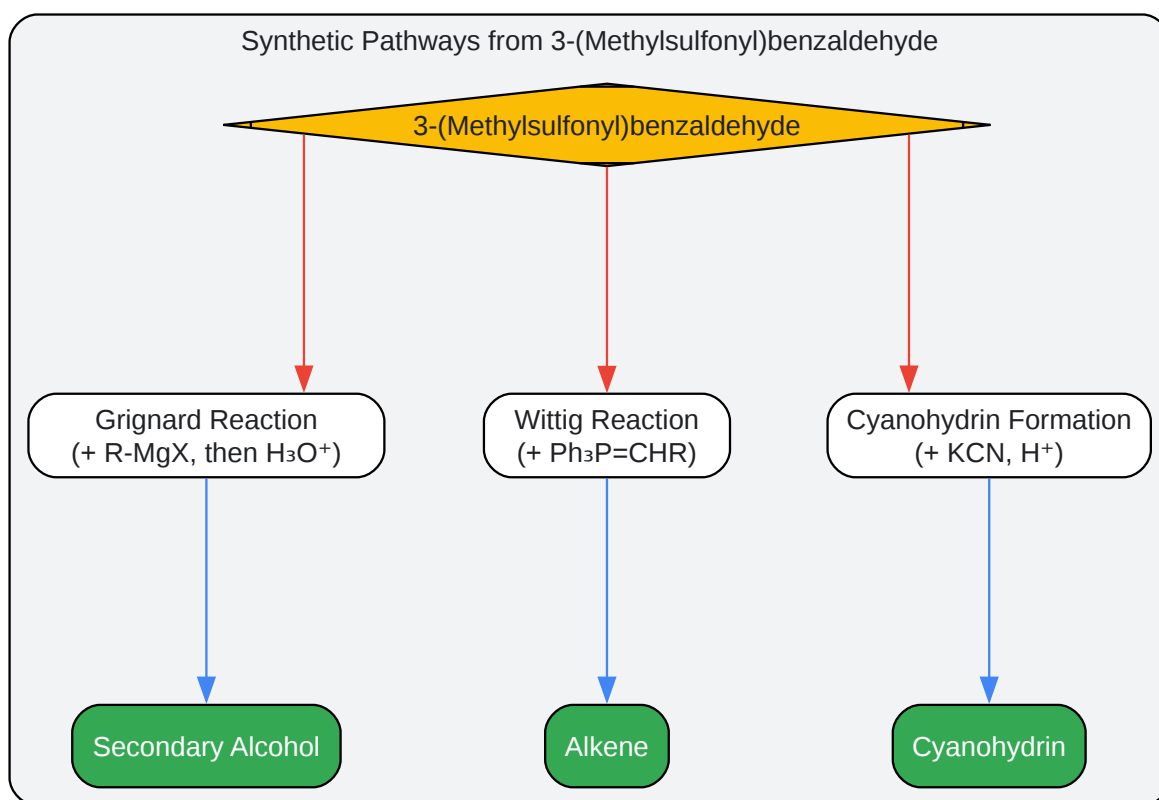 Synthetic Pathways from 3-(Methylsulfonyl)benzaldehyde
3-(Methylsulfonyl)benzaldehyde
Grignard Reaction
(+ R-MgX, then H₃O⁺)
Wittig Reaction
(+ Ph₃P=CHR)
Cyanohydrin Formation
(+ KCN, H⁺)
Secondary Alcohol
Alkene
Cyanohydrin